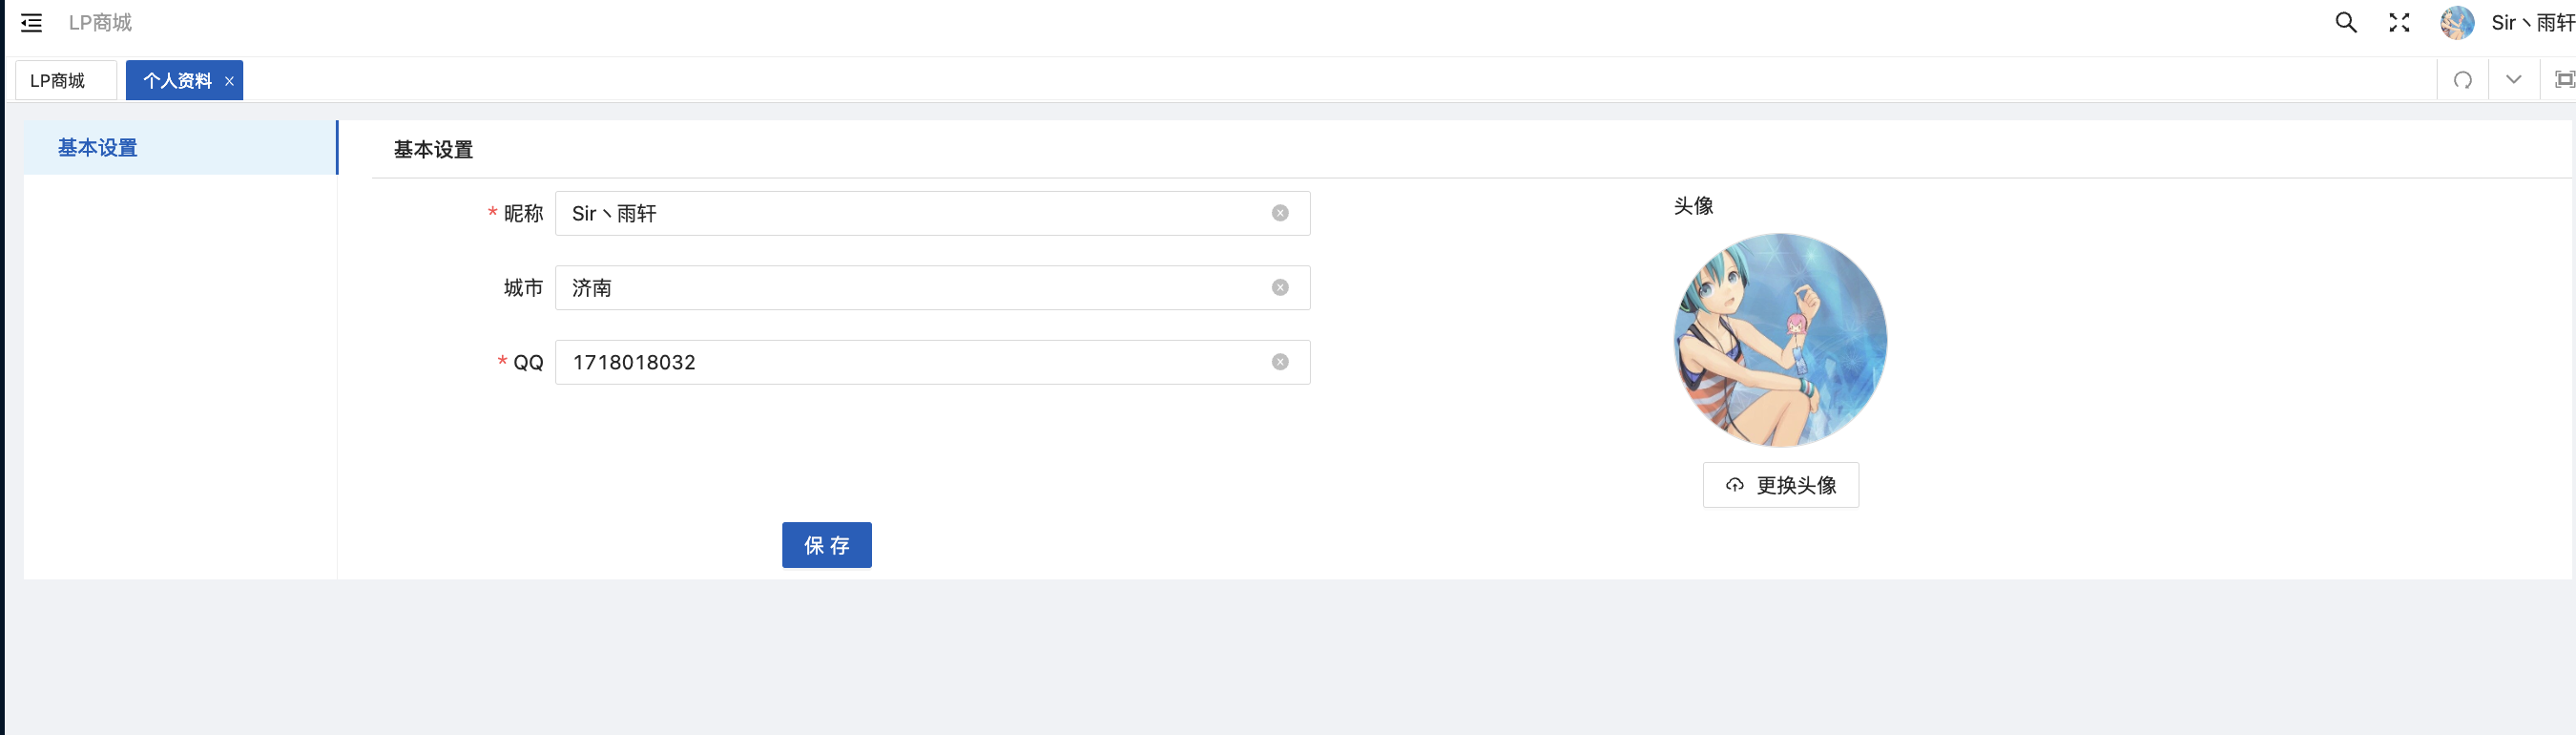 LP商城
Sir丶雨轩
LP商城
个人资料
基本设置
基本设置
* 昵称 Sir丶雨轩
头像
城市 济南
* QQ 1718018032
更换头像
保 存